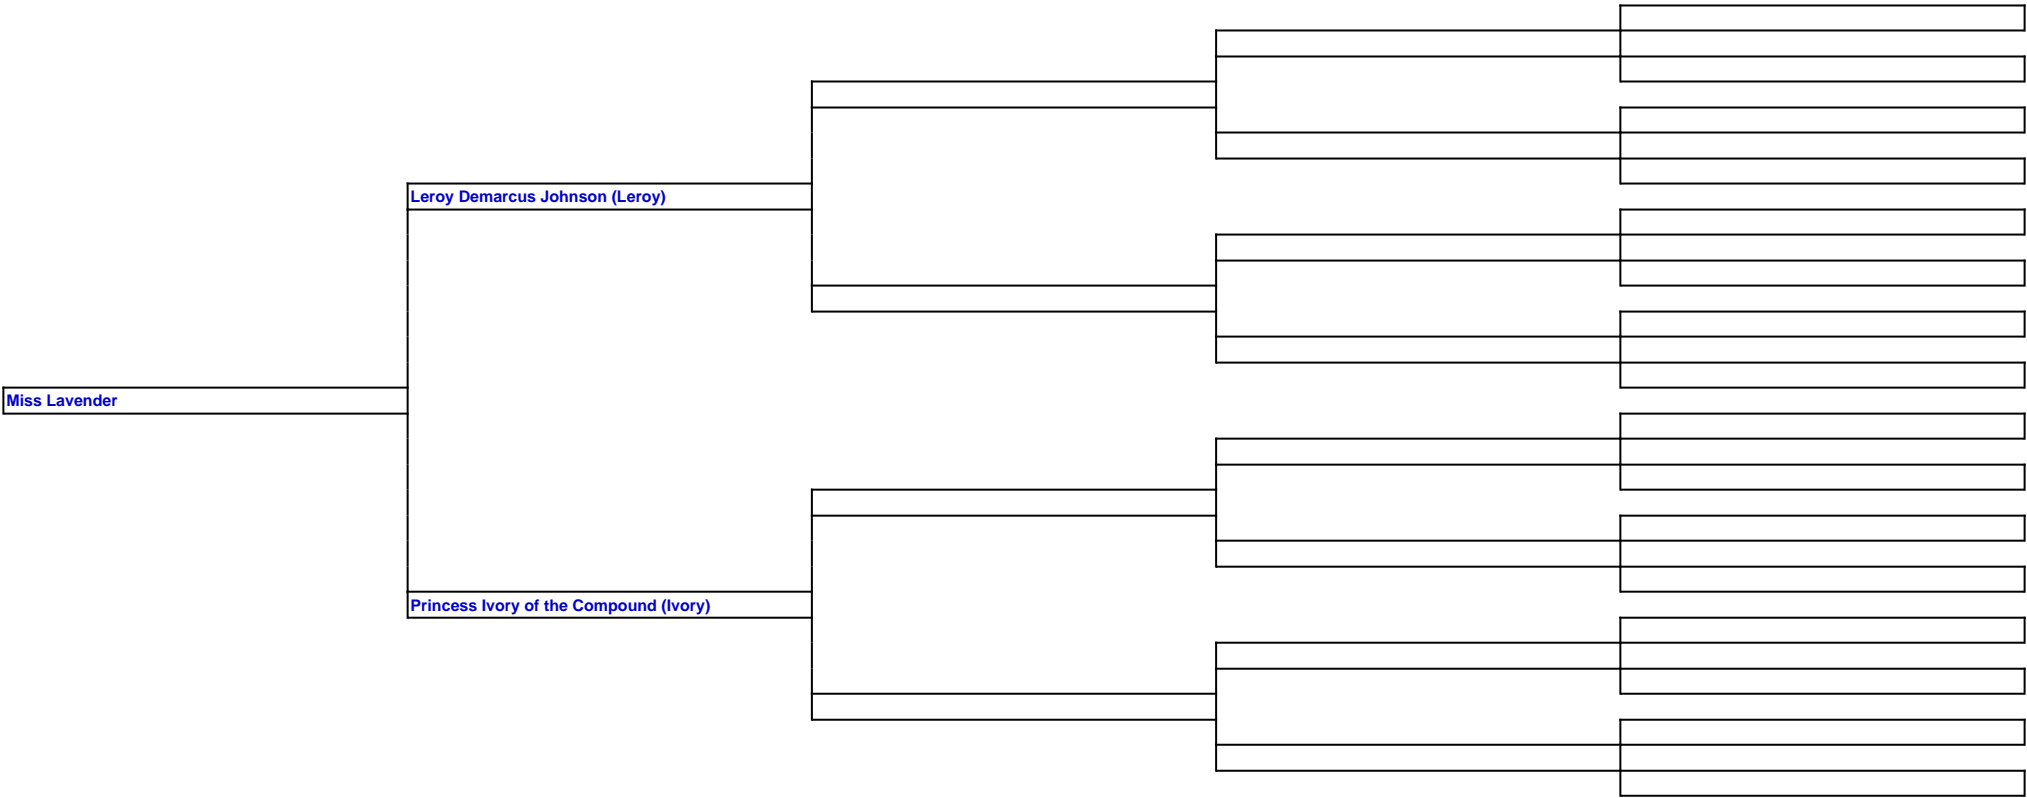 Leroy Demarcus Johnson (Leroy)
Miss Lavender
Princess Ivory of the Compound (Ivory)